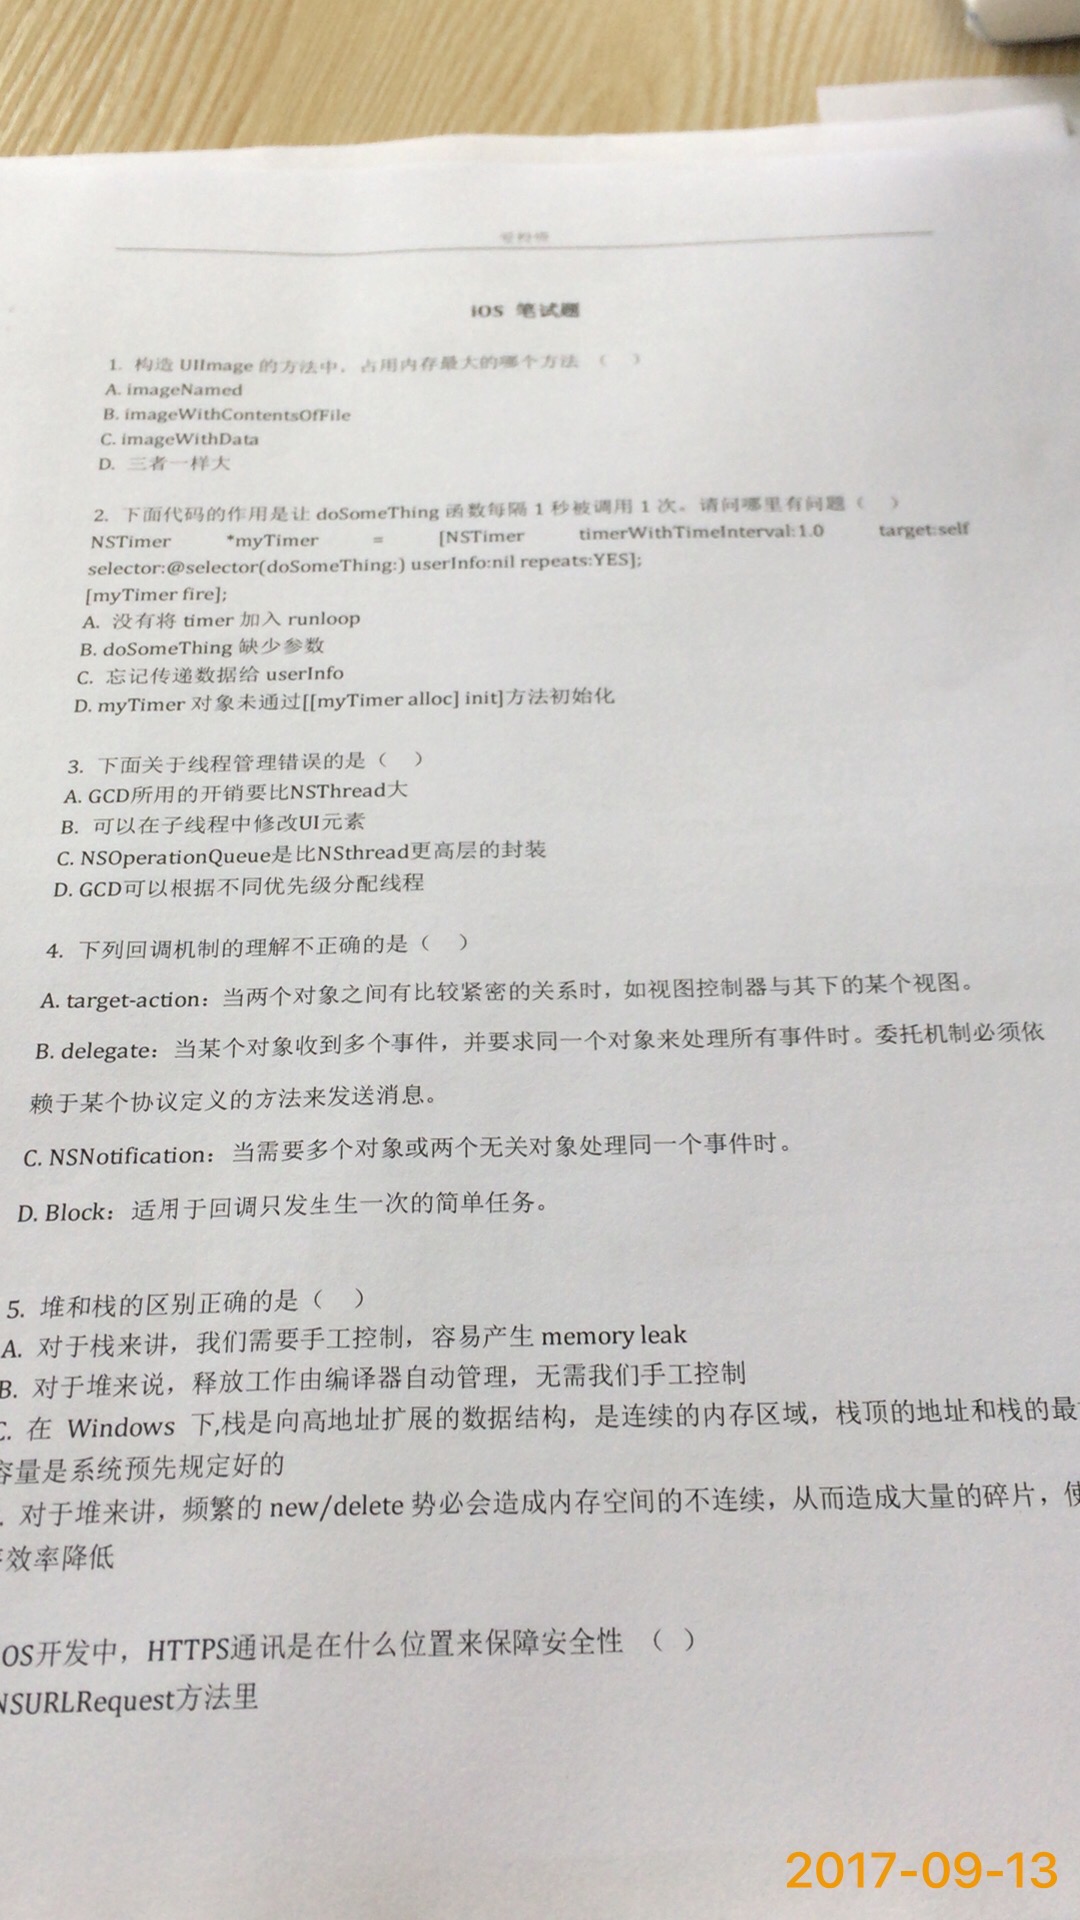 iOS 笔试题
1. 构造 UIImage 的方法中，占用内存最大的哪个方法 （ ）
A. imageNamed
B. imageWithContentsOfFile
C. imageWithData
D. 三者一样大
2. 下面代码的作用是让 doSomeThing 函数每隔 1 秒被调用 1 次。请问哪里有问题（ ）
NSTimer *myTimer = [NSTimer timerWithTimeInterval:1.0 target:self
selector:@selector(doSomeThing:) userInfo:nil repeats:YES];
[myTimer fire];
A. 没有将 timer 加入 runloop
B. doSomeThing 缺少参数
C. 忘记传递数据给 userInfo
D. myTimer 对象未通过[[myTimer alloc] init]方法初始化
3. 下面关于线程管理错误的是（ ）
A. GCD所用的开销要比NSThread大
B. 可以在子线程中修改UI元素
C. NSOperationQueue是比NSthread更高层的封装
D. GCD可以根据不同优先级分配线程
4. 下列回调机制的理解不正确的是（ ）
A. target-action：当两个对象之间有比较紧密的关系时，如视图控制器与其下的某个视图。
B. delegate：当某个对象收到多个事件，并要求同一个对象来处理所有事件时。委托机制必须依
赖于某个协议定义的方法来发送消息。
C. NSNotification：当需要多个对象或两个无关对象处理同一个事件时。
D. Block：适用于回调只发生生一次的简单任务。
5. 堆和栈的区别正确的是（ ）
A. 对于栈来讲，我们需要手工控制，容易产生 memory leak
B. 对于堆来说，释放工作由编译器自动管理，无需我们手工控制
C. 在 Windows 下,栈是向高地址扩展的数据结构，是连续的内存区域，栈顶的地址和栈的最
容量是系统预先规定好的
. 对于堆来讲，频繁的 new/delete 势必会造成内存空间的不连续，从而造成大量的碎片，使
效率降低
OS开发中，HTTPS通讯是在什么位置来保障安全性 （ ）
NSURLRequest方法里
2017-09-13